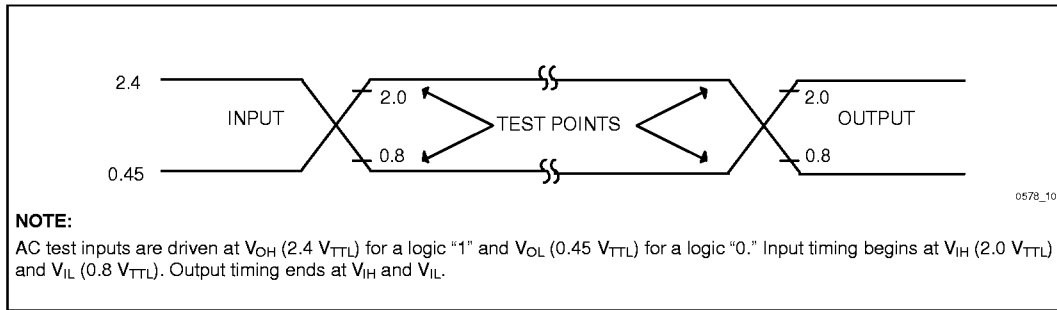 2.4
2.0
2.0
INPUT
TEST POINTS
OUTPUT
0.8
0.8
0.45
0578_10
NOTE:
AC test inputs are driven at VOH (2.4 VTTL) for a logic “1” and VOL (0.45 VTTL) for a logic “0.” Input timing begins at VIH (2.0 VTTL)
and VIL (0.8 VTTL). Output timing ends at VIH and VIL.